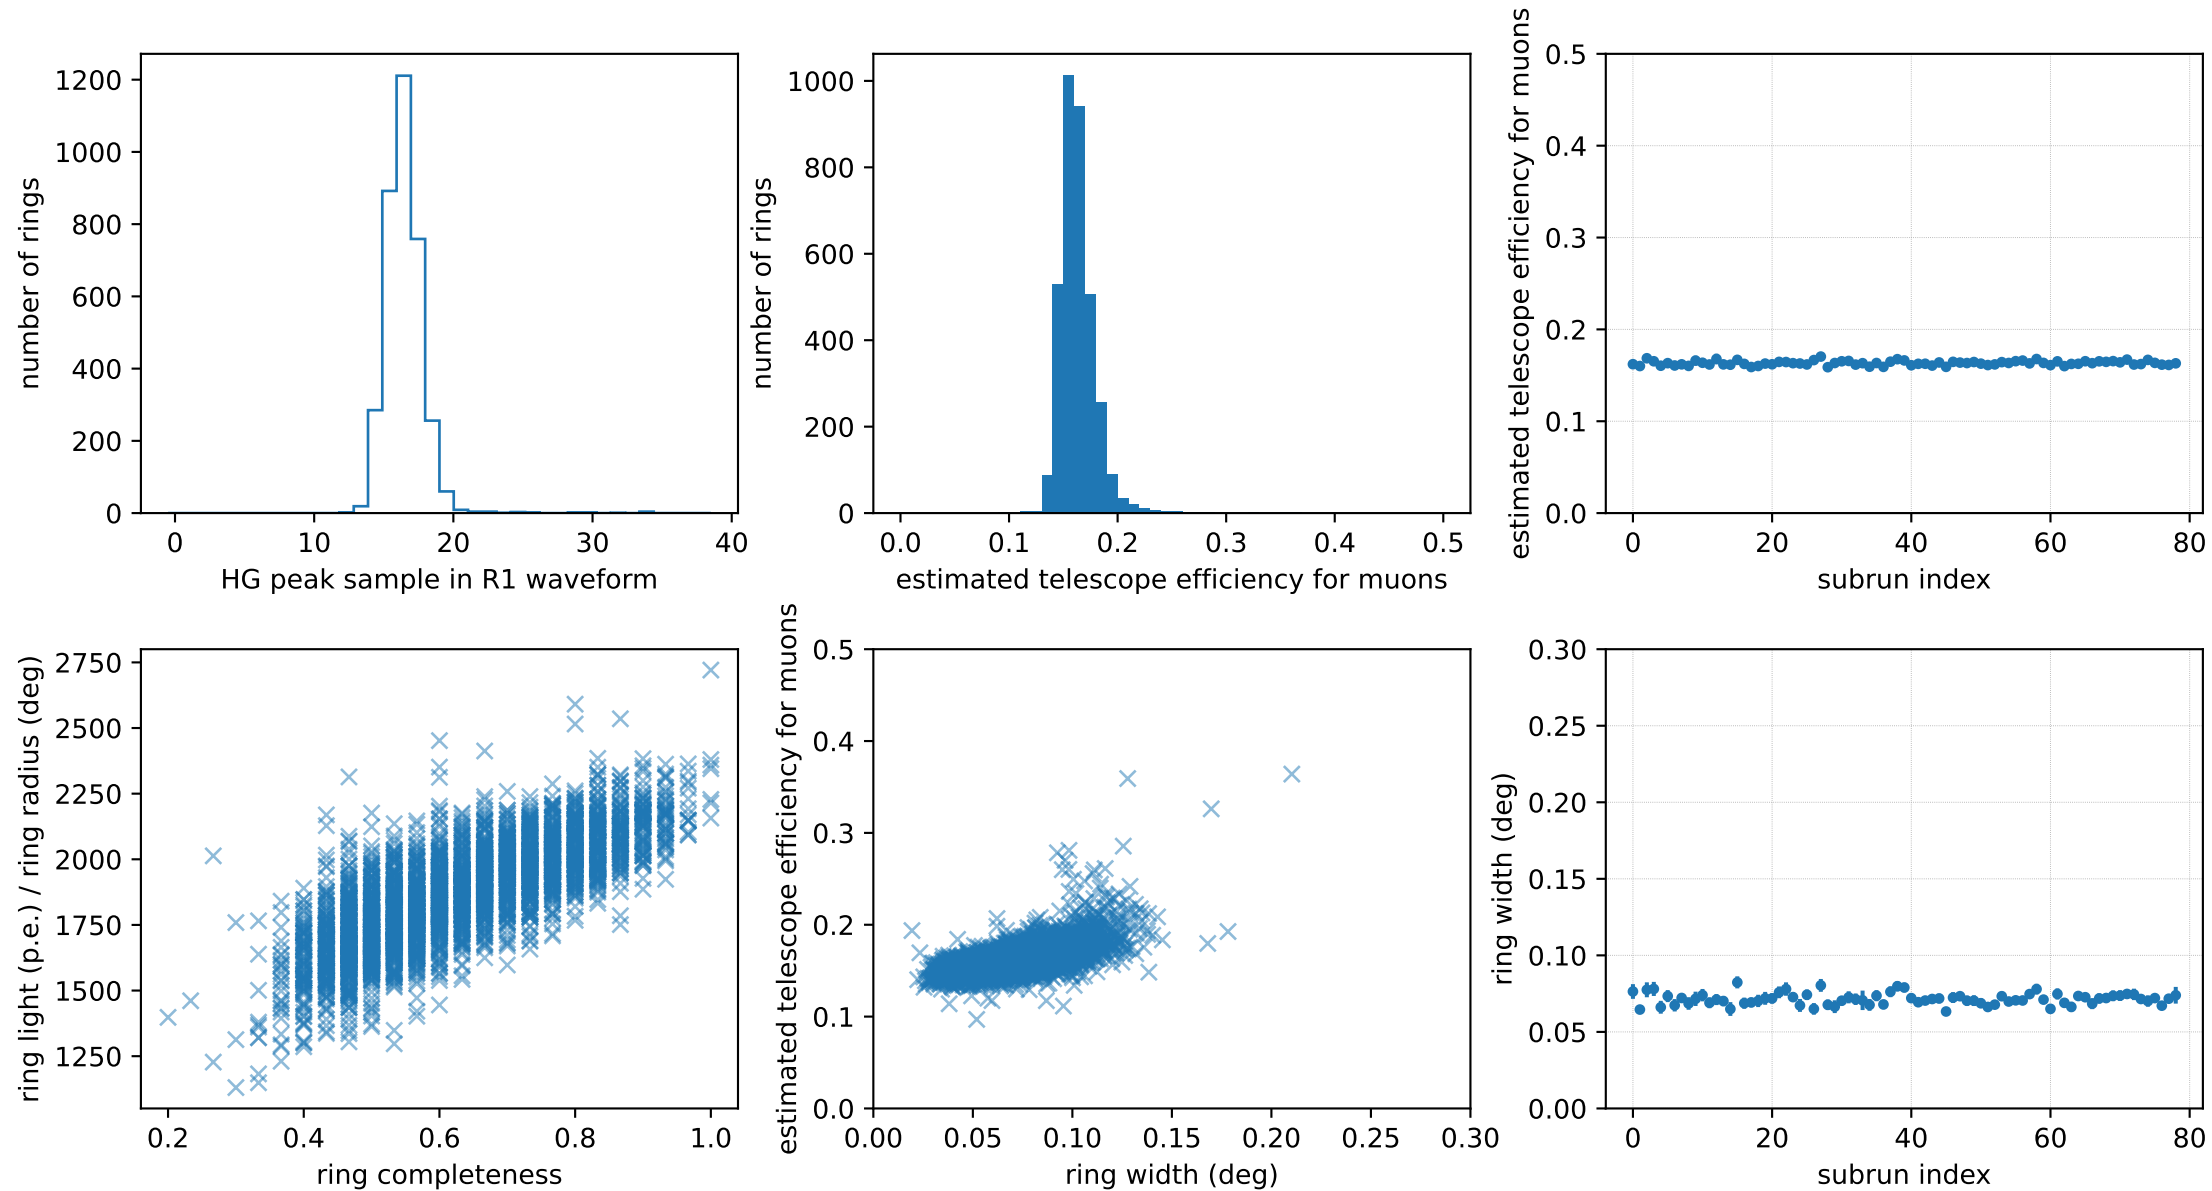 number of rings
1200
1000
800
600
400
200
0
0 10 20 30 40
HG peak sample in R1 waveform
number of rings
1000
800
600
400
200
0
0.0 0.1 0.2 0.3 0.4 0.5
estimated telescope efficiency for muons
estimated telescope efficiency for muons
0.5
0.4
0.3
0.2
0.1
0.0
0 20 40 60 80
subrun index
ring light (p.e.) / ring radius (deg)
2750
2500
2250
2000
1750
1500
1250
0.2 0.4 0.6 0.8 1.0
ring completeness
estimated telescope efficiency for muons
0.5
0.4
0.3
0.2
0.1
0.0
0.00 0.05 0.10 0.15 0.20 0.25 0.30
ring width (deg)
ring width (deg)
0.30
0.25
0.20
0.15
0.10
0.05
0.00
0 20 40 60 80
subrun index